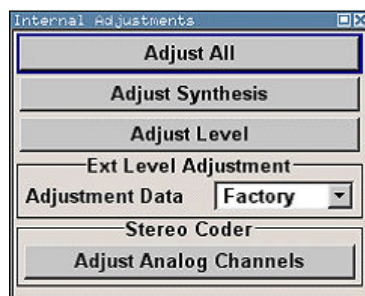 Internal Adjustments
Adjust All
Adjust Synthesis
Adjust Level
Ext Level Adjustment
Adjustment Data Factory
Stereo Coder
Adjust Analog Channels